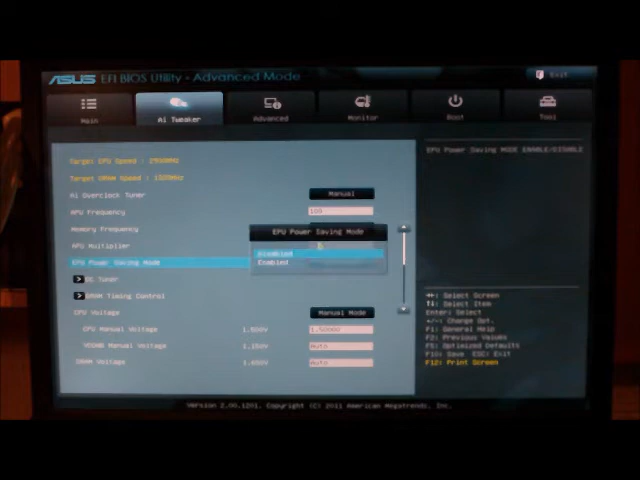 ASUS EFI BIOS Utility - Advanced Mode
Exit
Main
Ai Tweaker
Advanced
Monitor
Boot
Tool
Target CPU Speed :
Target DRAM Speed :
Ai Overclock Tuner
Manual
APU Frequency
100
Memory Frequency
APU Multiplier
EPU Power Saving Mode
OC Tuner
DRAM Timing Control
CPU Voltage
Manual Mode
CPU Manual Voltage
1.500V
VDDNB Manual Voltage
Auto
DRAM Voltage
Auto
EPU Power Saving Mode
Disabled
Enabled
EPU Power Saving MODE ENABLE/DISABLE
Select Screen
Select Item
Enter: Select
+/-: Change Opt.
F1: General Help
F2: Previous Values
F5: Optimized Defaults
F10: Save ESC: Exit
F12: Print Screen
Version 2.00.1201. Copyright (C) 2011 American Megatrends, Inc.